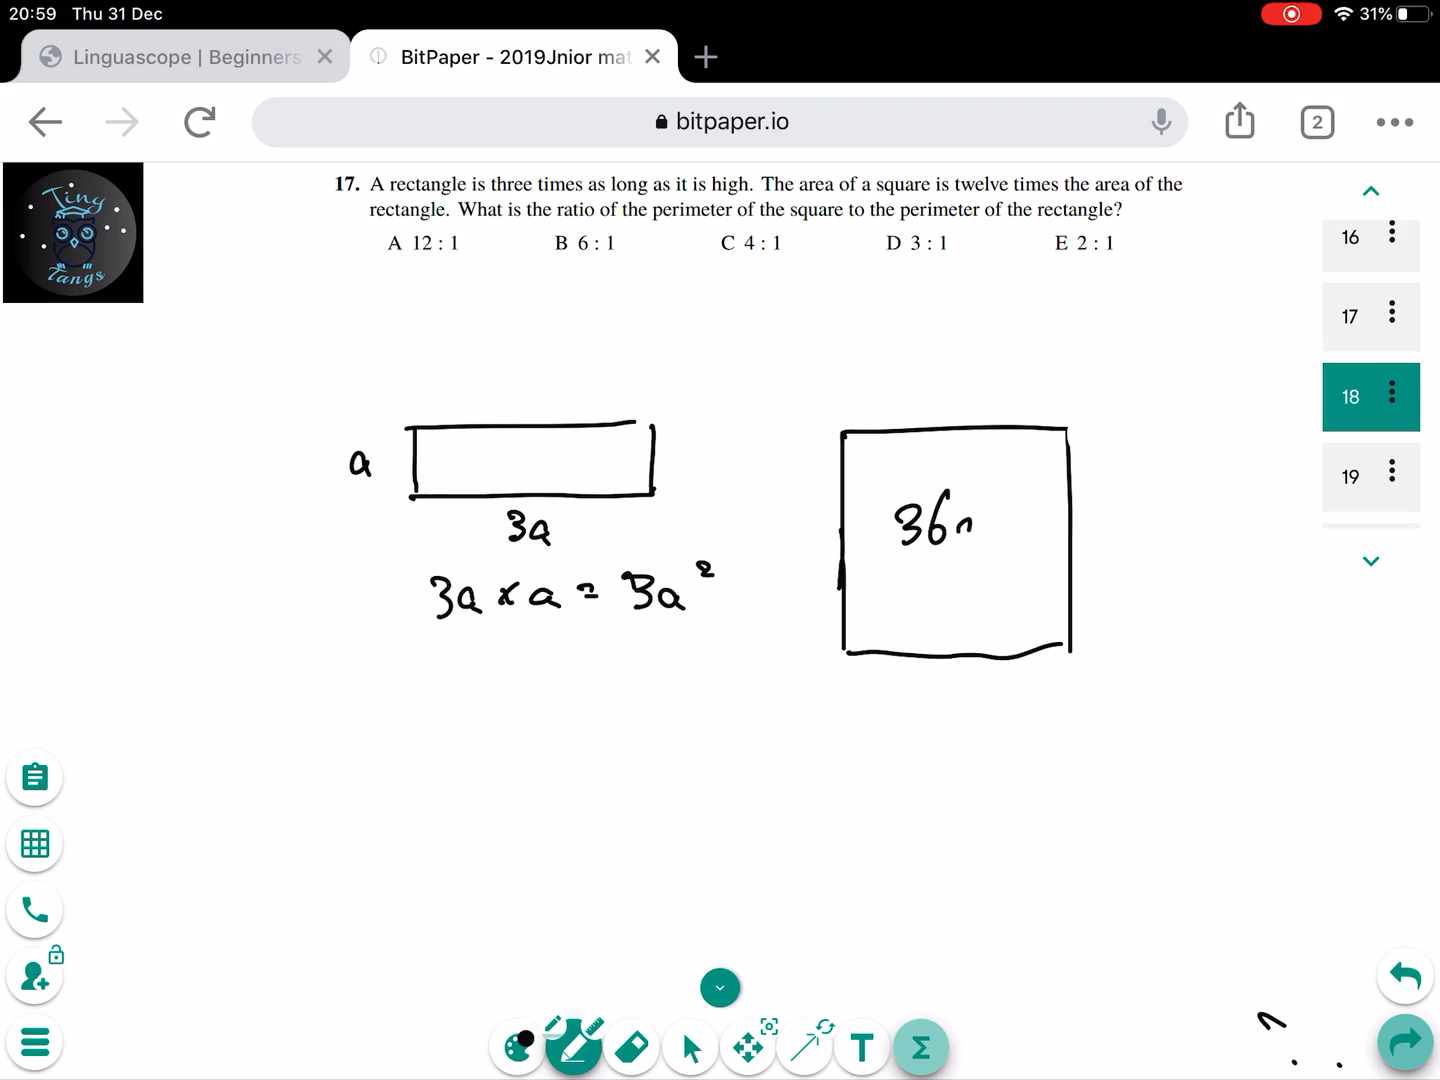 20:59 Thu 31 Dec
31%
Linguascope | Beginners
BitPaper - 2019Jnior mat
bitpaper.io
2
Tiny
Tangs
17. A rectangle is three times as long as it is high. The area of a square is twelve times the area of the
rectangle. What is the ratio of the perimeter of the square to the perimeter of the rectangle?
A 12 : 1 B 6 : 1 C 4 : 1 D 3 : 1 E 2 : 1
16
17
18
19
a
3a
3a × a = 3a²
36
T
Σ